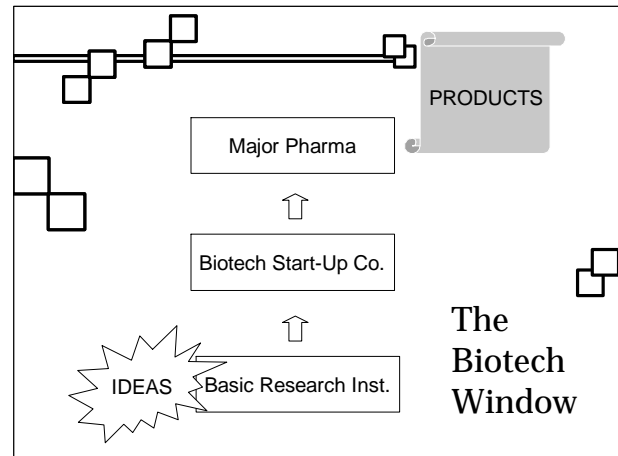 PRODUCTS
Major Pharma
Biotech Start-Up Co.
IDEAS
Basic Research Inst.
The
Biotech
Window